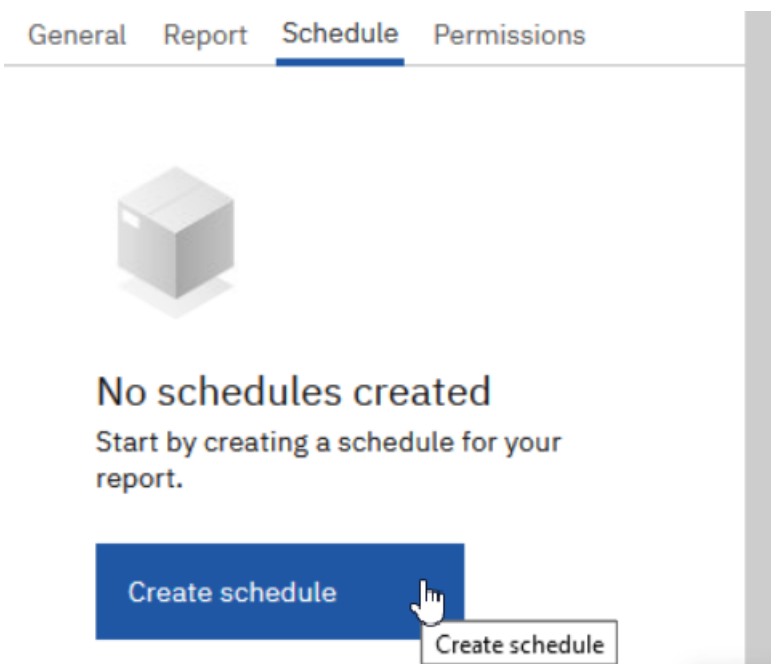 General Report Schedule Permissions
No schedules created
Start by creating a schedule for your
report.
Create schedule
Create schedule